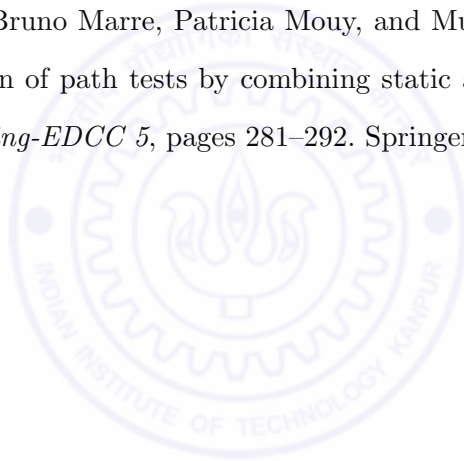 Bruno Marre, Patricia Mouy, and Mu
n of path tests by combining static a
ng-EDCC 5, pages 281–292. Springer
INDIAN INSTITUTE OF TECHNOLOGY KANPUR